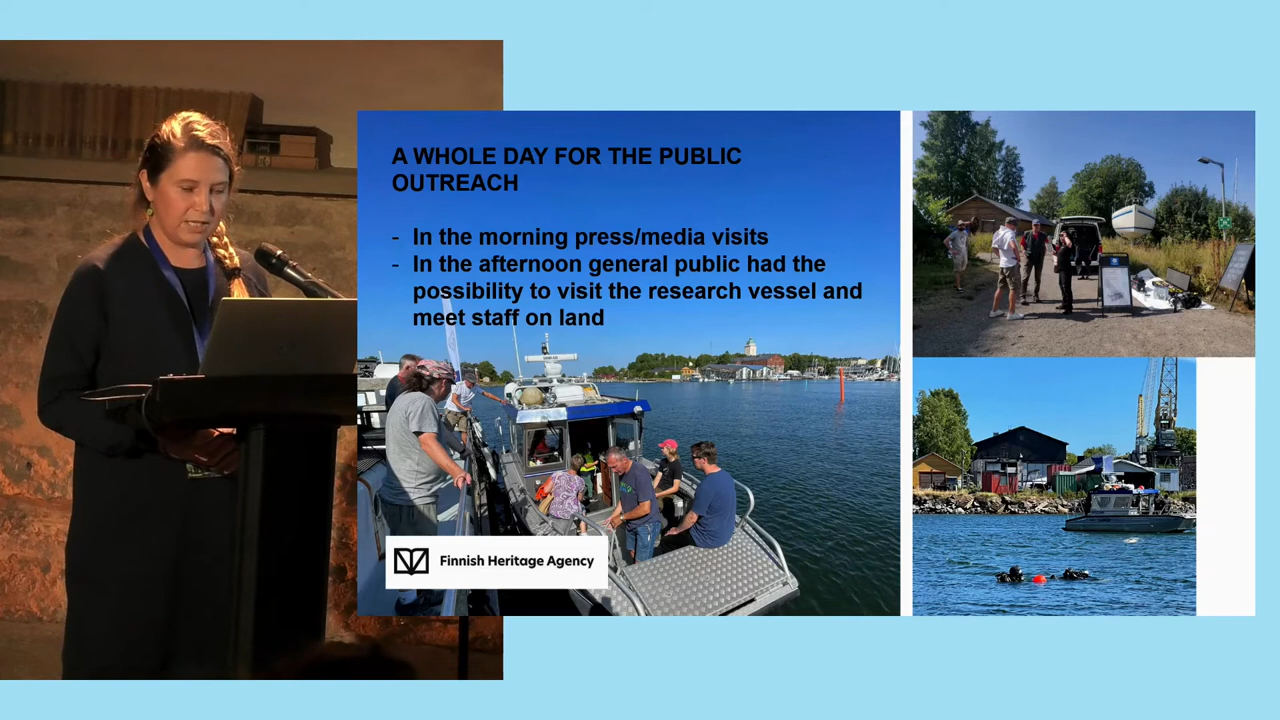 A WHOLE DAY FOR THE PUBLIC
OUTREACH
- In the morning press/media visits
- In the afternoon general public had the
possibility to visit the research vessel and
meet staff on land
Finnish Heritage Agency